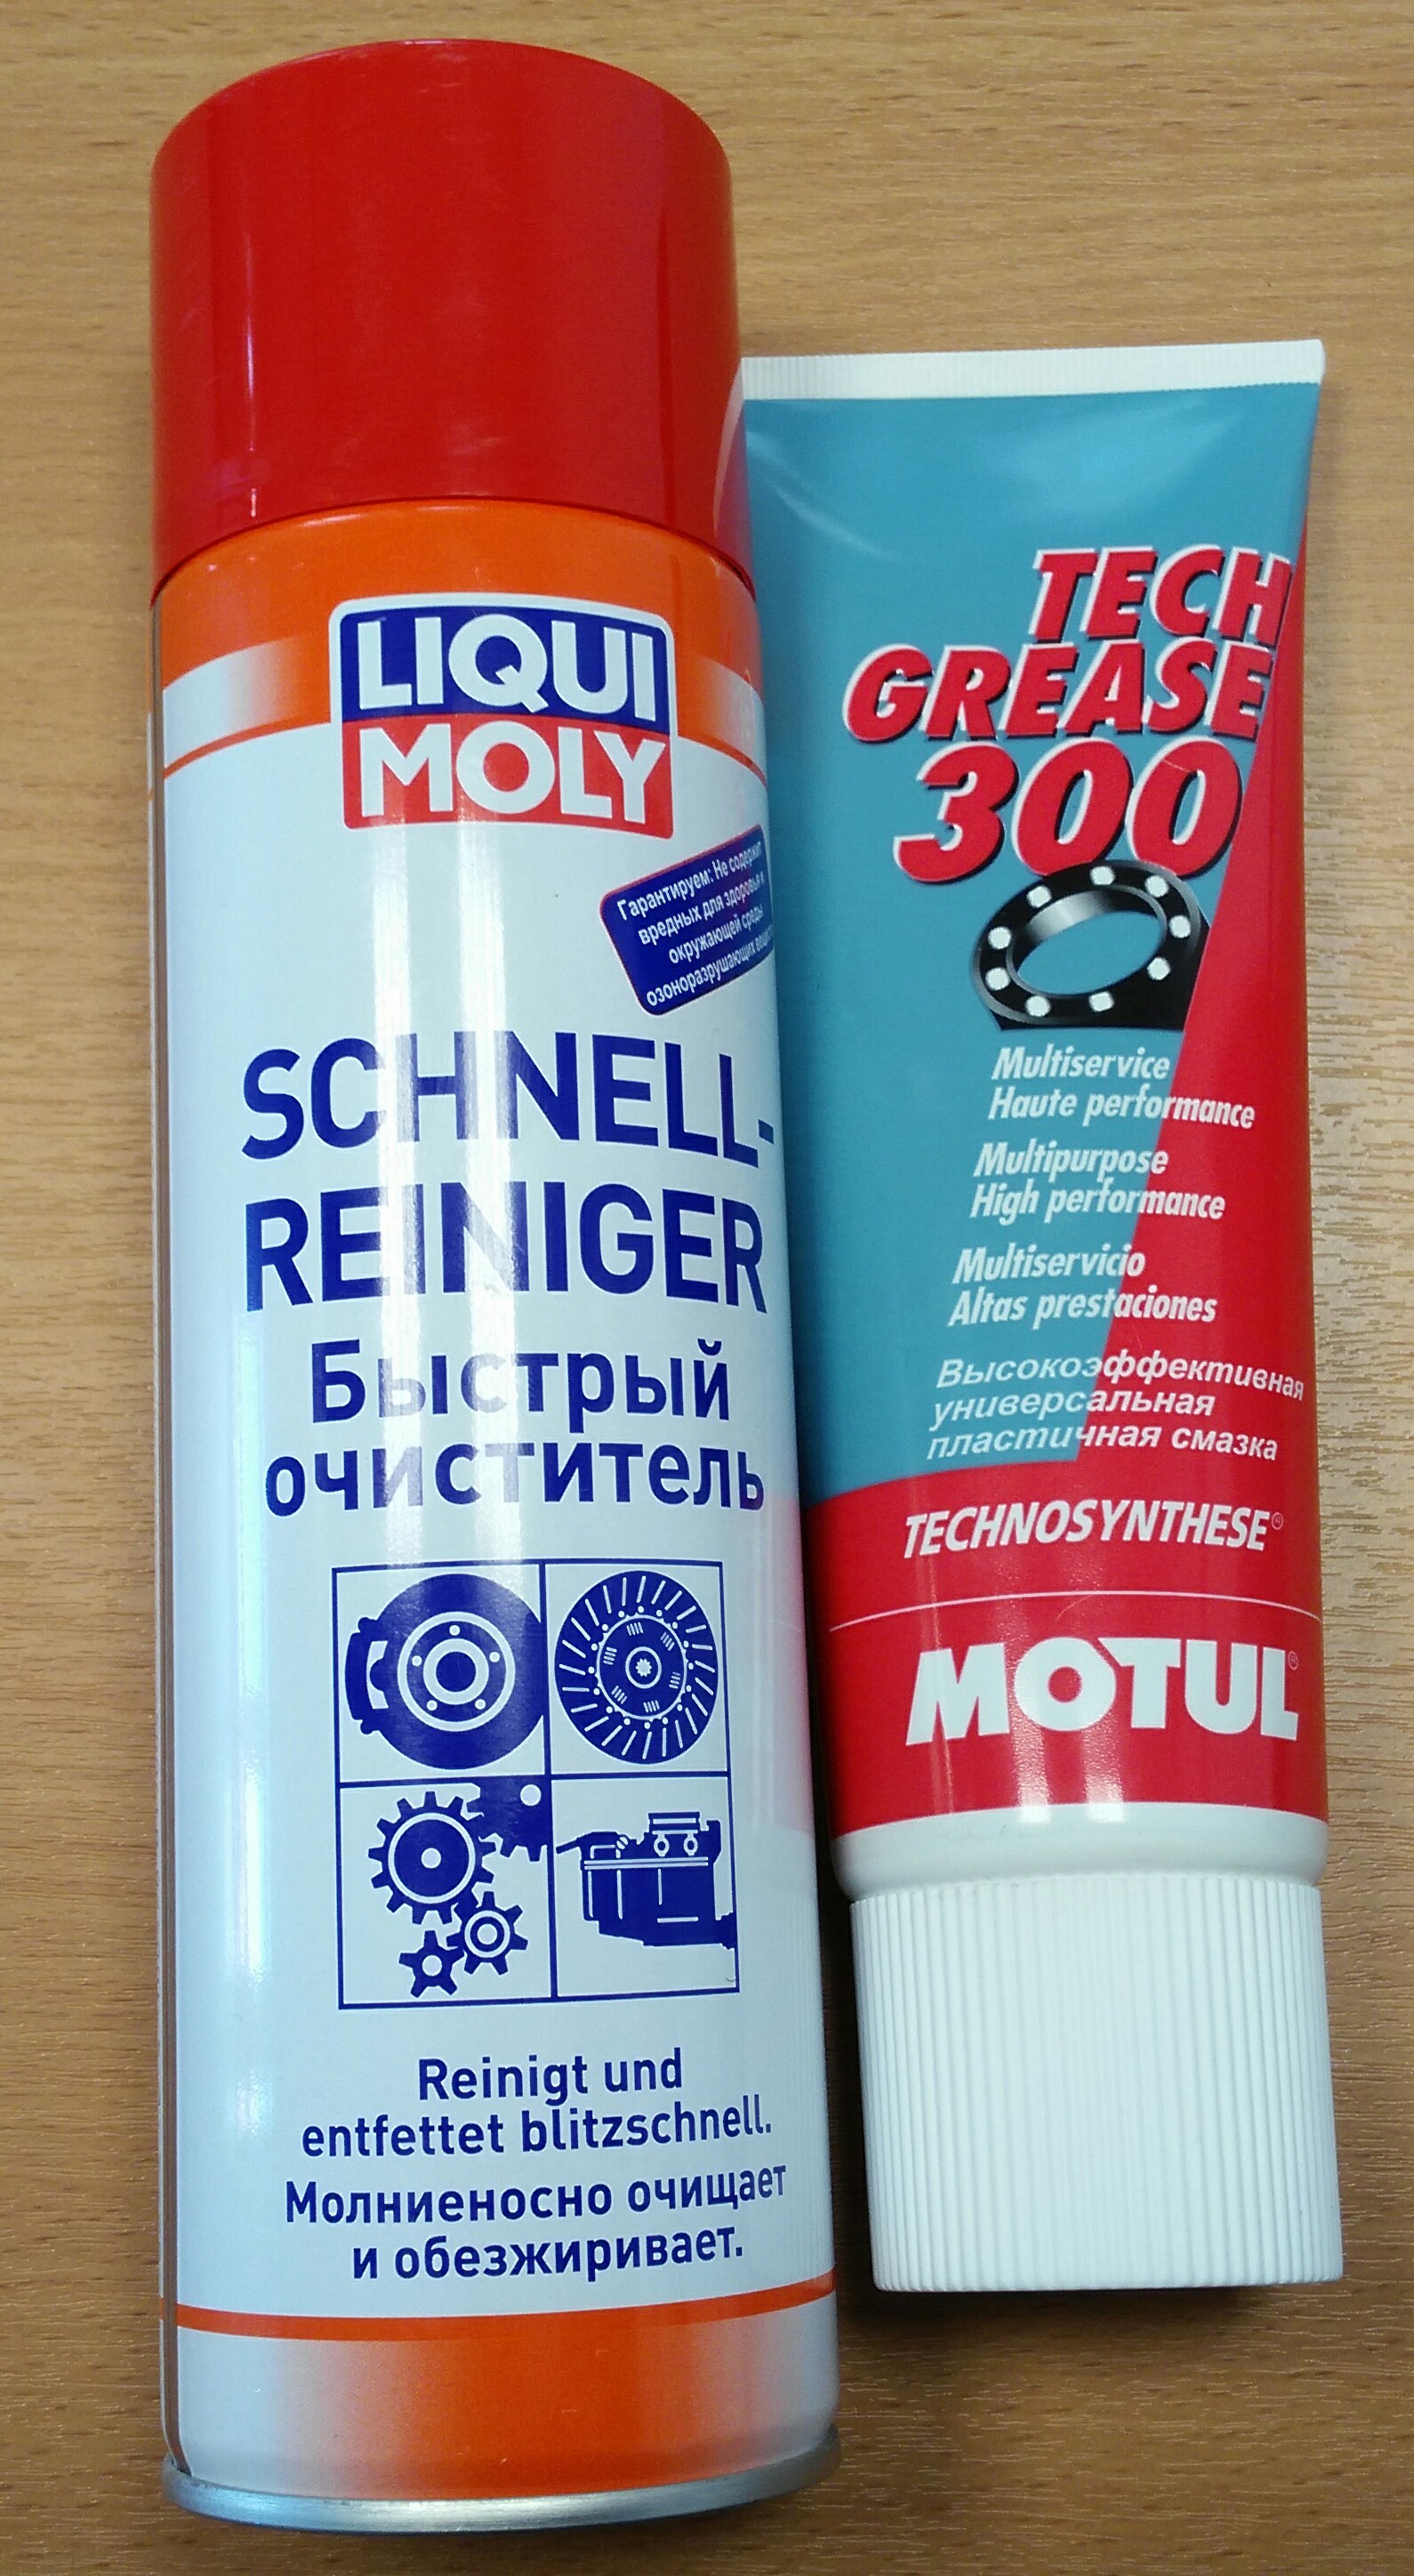 LIQUI
MOLY
Гарантируем: Не содержит
вредных для здоровья и
окружающей среды
озоноразрушающих веществ
SCHNELL-
REINIGER
Быстрый
очиститель
Reinigt und
entfettet blitzschnell.
Молниеносно очищает
и обезжиривает.
TECH
GREASE
300
Multiservice
Haute performance
Multipurpose
High performance
Multiservicio
Altas prestaciones
Высокоэффективная
универсальная
пластичная смазка
TECHNOSYNTHESE®
MOTUL®